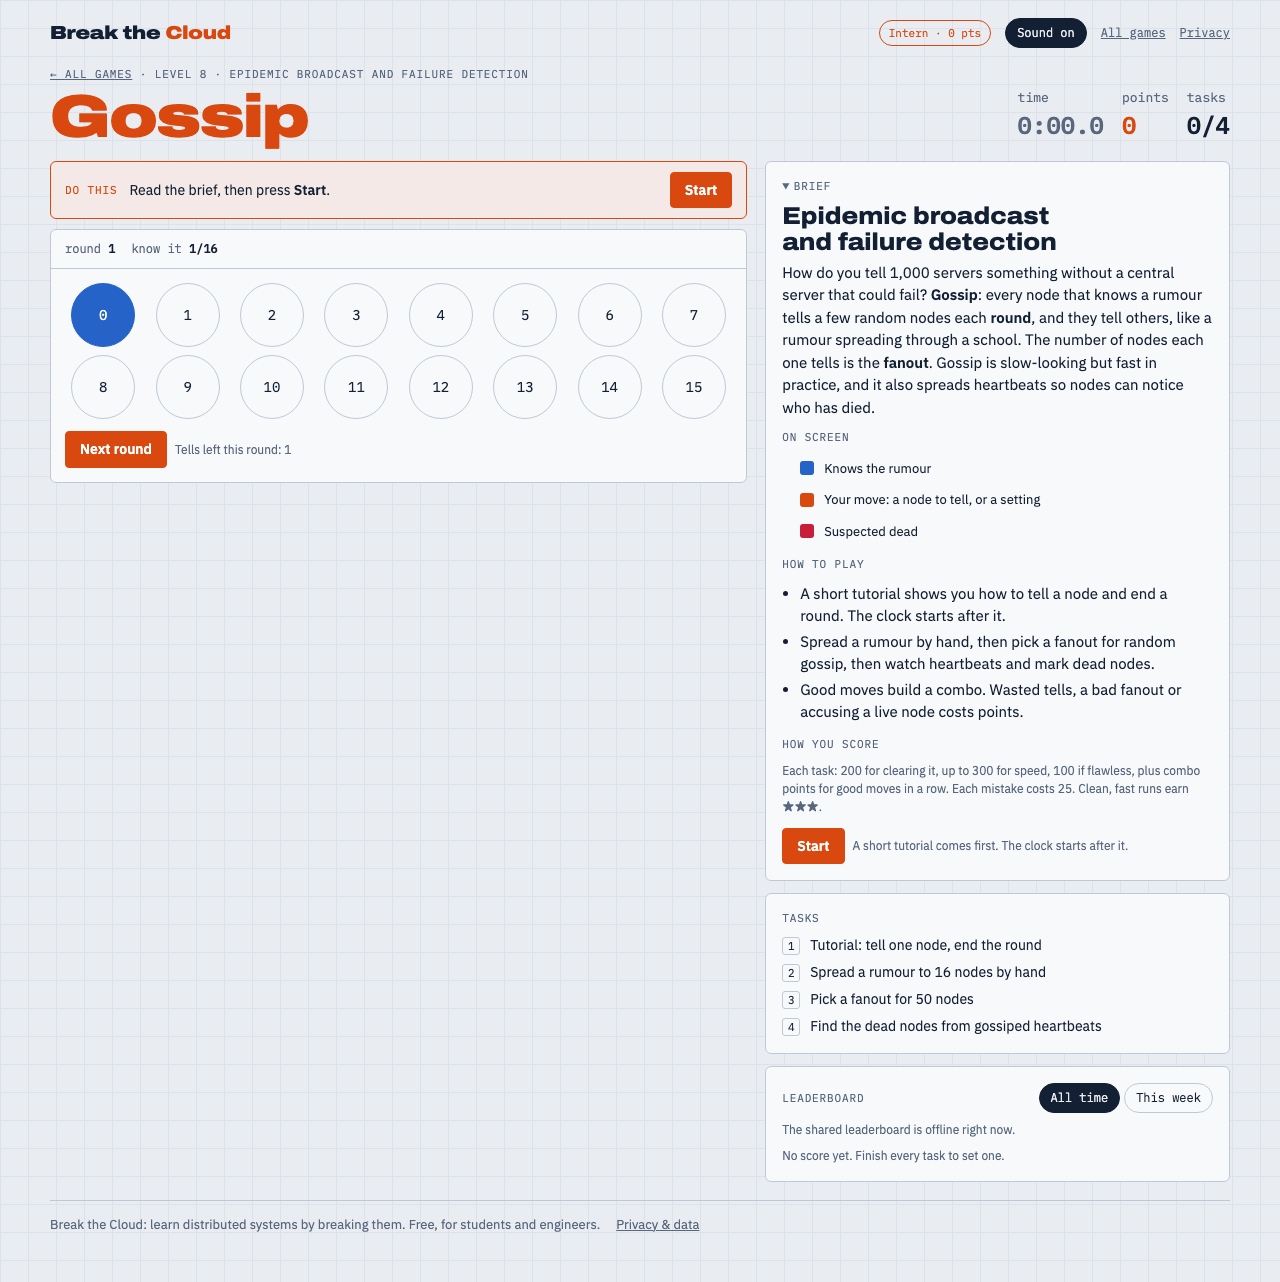 Break the Cloud
Intern · 0 pts
Sound on
All games
Privacy
← ALL GAMES · LEVEL 8 · EPIDEMIC BROADCAST AND FAILURE DETECTION
Gossip
time
0:00.0
points
0
tasks
0/4
DO THIS Read the brief, then press Start.
Start
round 1 know it 1/16
0 1 2 3 4 5 6 7
8 9 10 11 12 13 14 15
Next round
Tells left this round: 1
▼ BRIEF
Epidemic broadcast
and failure detection
How do you tell 1,000 servers something without a central
server that could fail? Gossip: every node that knows a rumour
tells a few random nodes each round, and they tell others, like a
rumour spreading through a school. The number of nodes each
one tells is the fanout. Gossip is slow-looking but fast in
practice, and it also spreads heartbeats so nodes can notice
who has died.
ON SCREEN
Knows the rumour
Your move: a node to tell, or a setting
Suspected dead
HOW TO PLAY
• A short tutorial shows you how to tell a node and end a
round. The clock starts after it.
• Spread a rumour by hand, then pick a fanout for random
gossip, then watch heartbeats and mark dead nodes.
• Good moves build a combo. Wasted tells, a bad fanout or
accusing a live node costs points.
HOW YOU SCORE
Each task: 200 for clearing it, up to 300 for speed, 100 if flawless, plus combo
points for good moves in a row. Each mistake costs 25. Clean, fast runs earn
★★★.
Start
A short tutorial comes first. The clock starts after it.
TASKS
1 Tutorial: tell one node, end the round
2 Spread a rumour to 16 nodes by hand
3 Pick a fanout for 50 nodes
4 Find the dead nodes from gossiped heartbeats
LEADERBOARD
All time
This week
The shared leaderboard is offline right now.
No score yet. Finish every task to set one.
Break the Cloud: learn distributed systems by breaking them. Free, for students and engineers.
Privacy & data